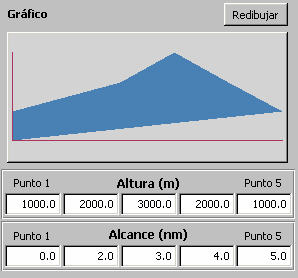 Gráfico Redibujar
Punto 1 Altura (m) Punto 5
1000.0 2000.0 3000.0 2000.0 1000.0
Punto 1 Alcance (nm) Punto 5
0.0 2.0 3.0 4.0 5.0